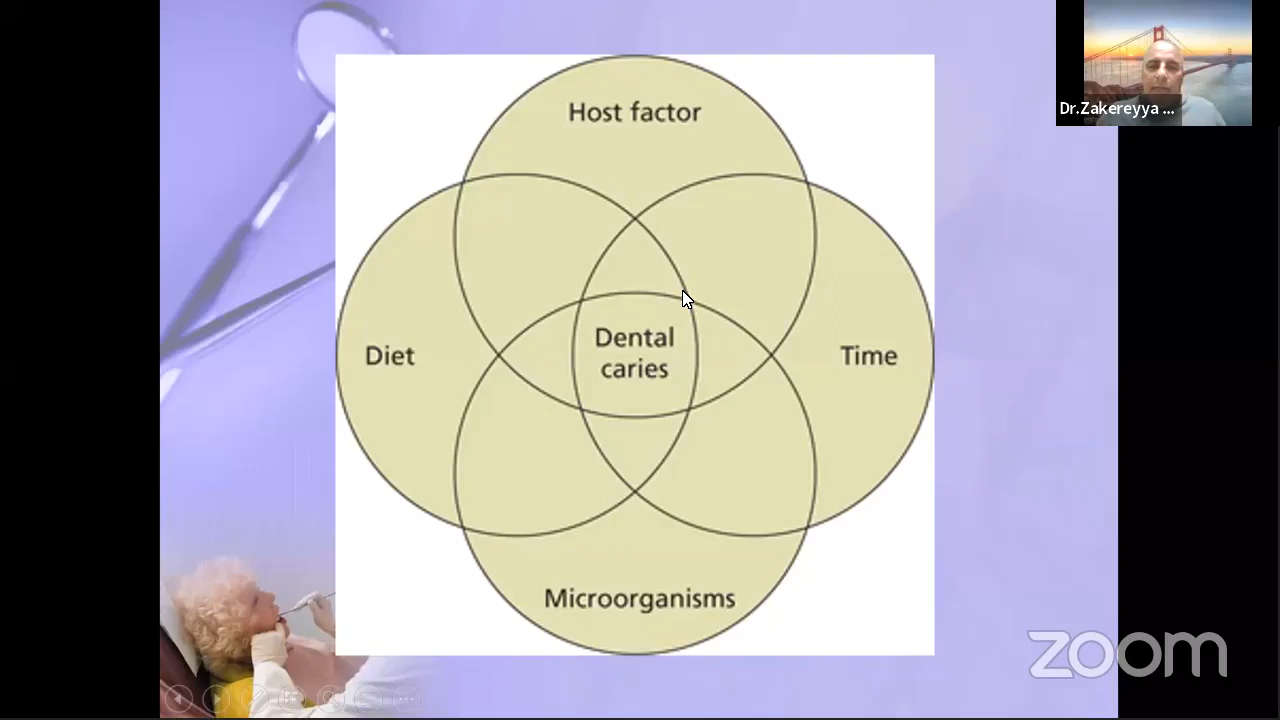 Host factor
Dr.Zakereyya ...
Diet
Dental
caries
Time
Microorganisms
zoom